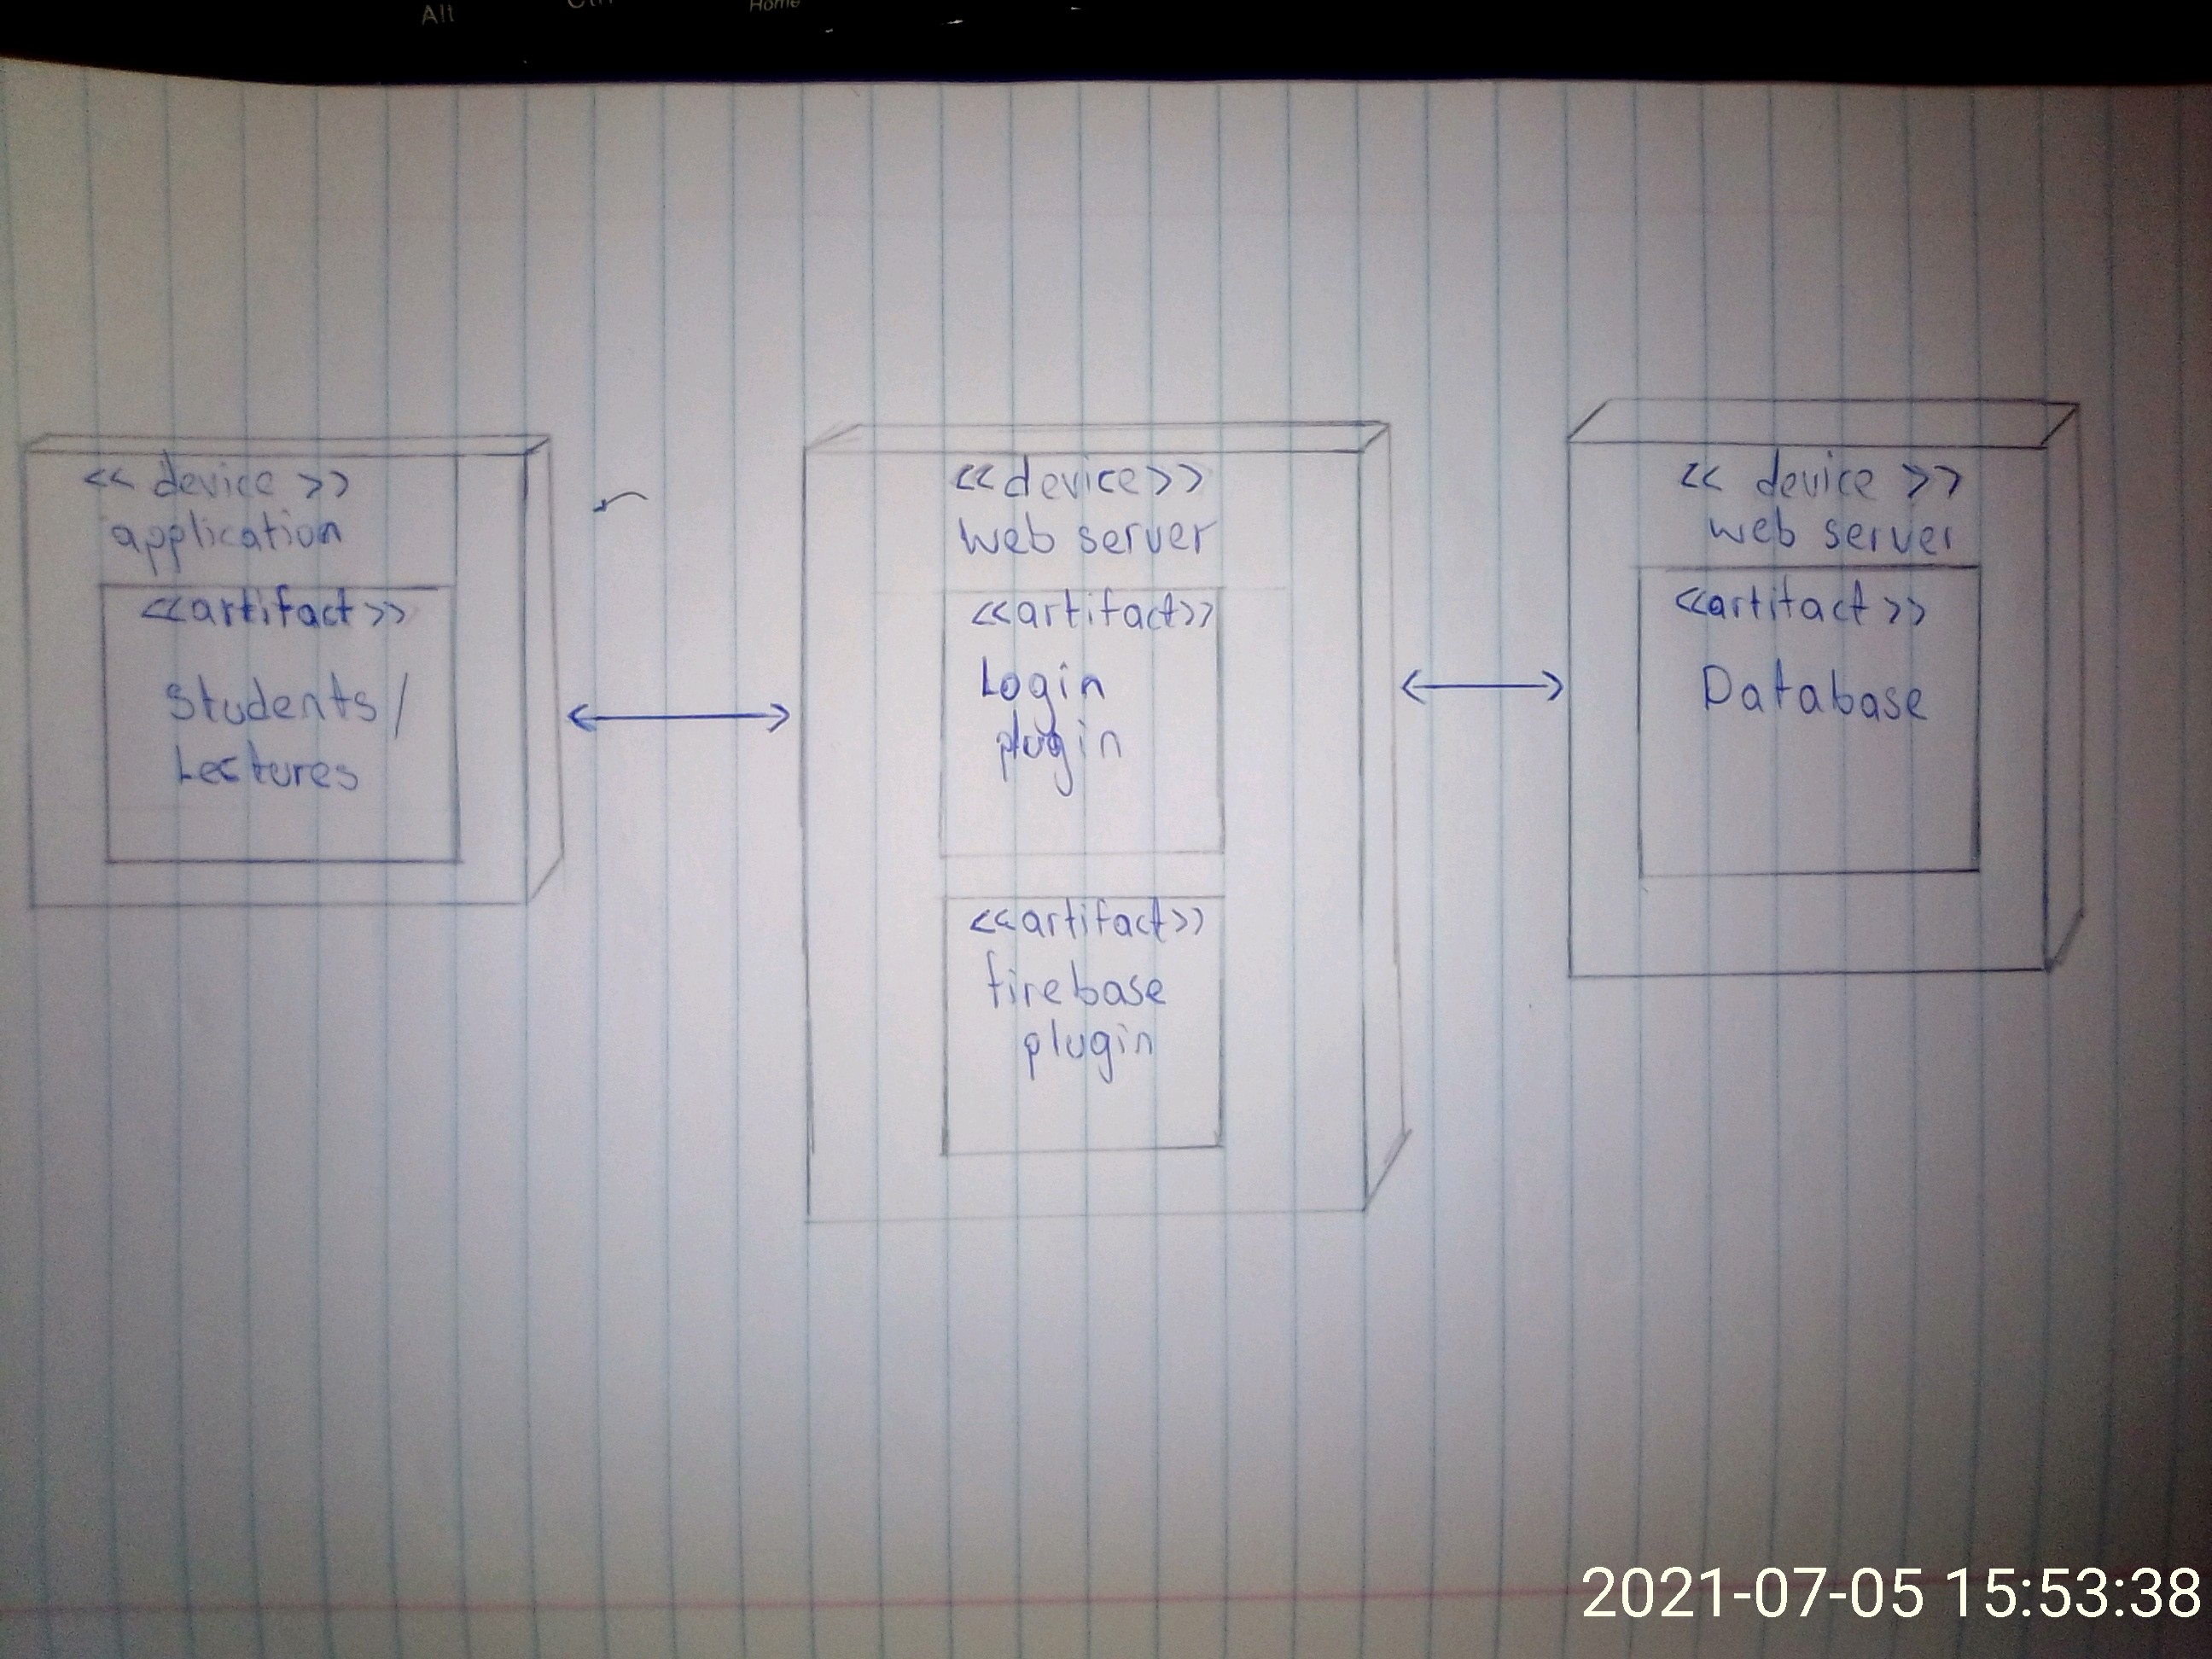 Alt
Home
<< device >>
application
<<artifact>>
Students/
Lectures
<<device>>
web server
<<artifact>>
Login
plugin
<<artifact>>
firebase
plugin
<< device >>
web server
<<artifact>>
Database
2021-07-05 15:53:38